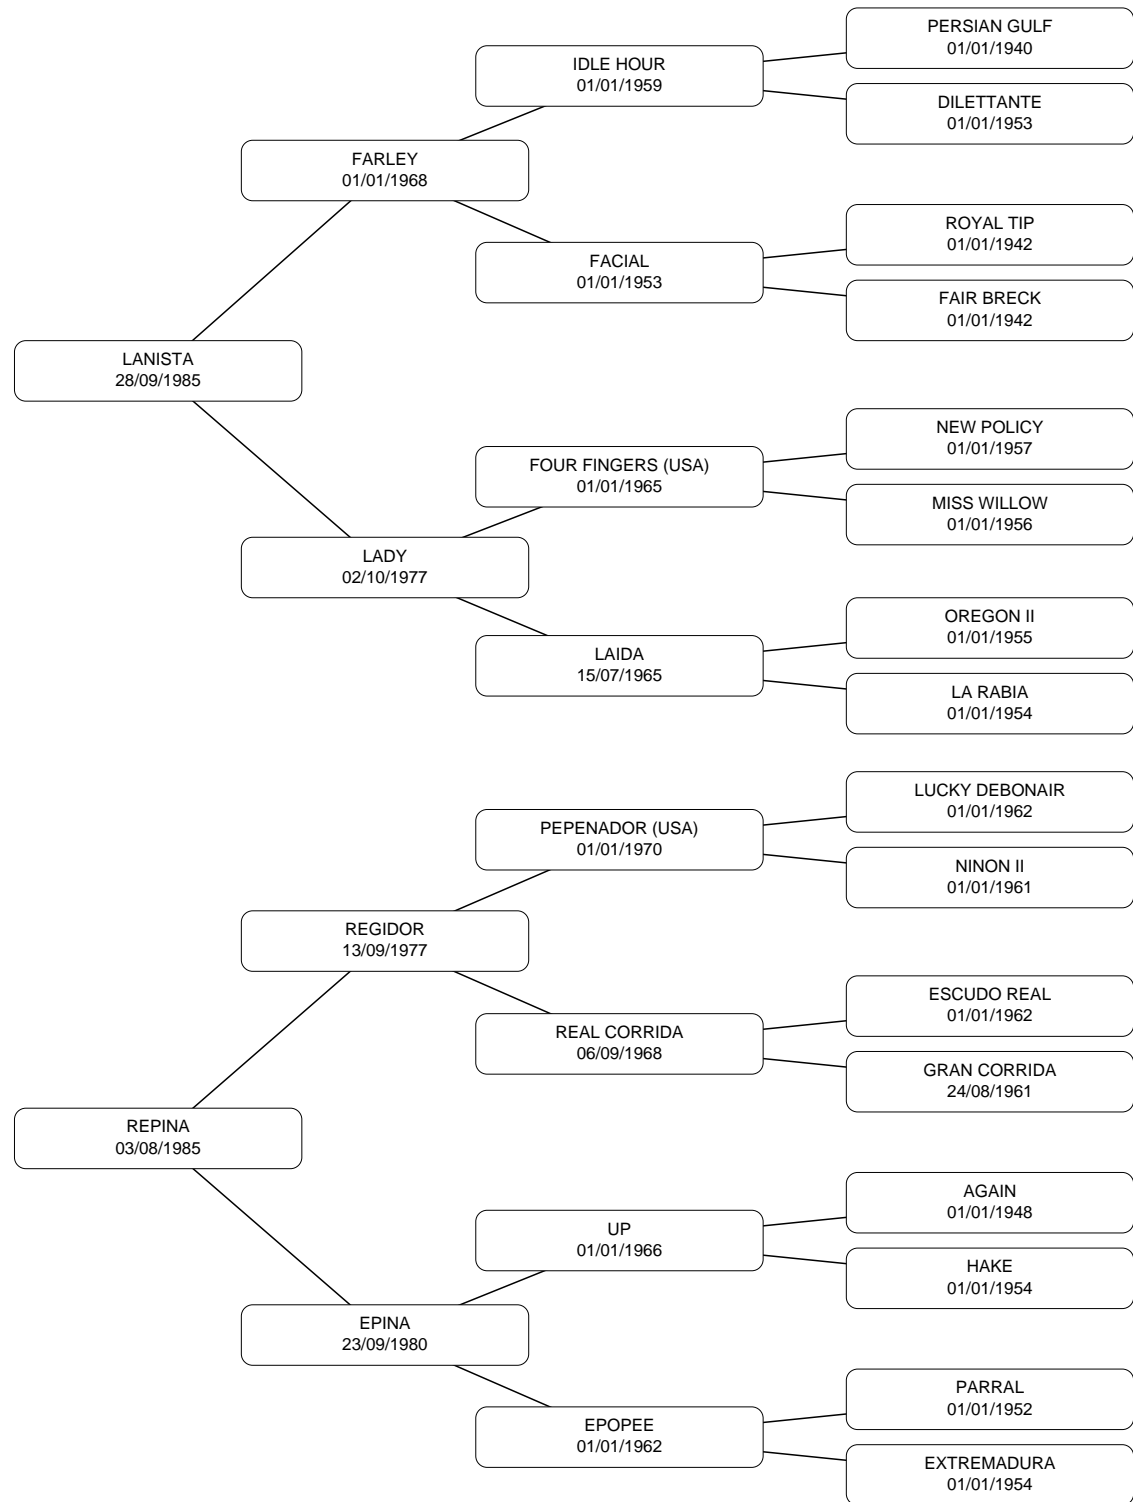 PERSIAN GULF
01/01/1940
IDLE HOUR
01/01/1959
DILETTANTE
01/01/1953
FARLEY
01/01/1968
ROYAL TIP
01/01/1942
FACIAL
01/01/1953
FAIR BRECK
01/01/1942
LANISTA
28/09/1985
NEW POLICY
01/01/1957
FOUR FINGERS (USA)
01/01/1965
MISS WILLOW
01/01/1956
LADY
02/10/1977
OREGON II
01/01/1955
LAIDA
15/07/1965
LA RABIA
01/01/1954
LUCKY DEBONAIR
01/01/1962
PEPENADOR (USA)
01/01/1970
NINON II
01/01/1961
REGIDOR
13/09/1977
ESCUDO REAL
01/01/1962
REAL CORRIDA
06/09/1968
GRAN CORRIDA
24/08/1961
REPINA
03/08/1985
AGAIN
01/01/1948
UP
01/01/1966
HAKE
01/01/1954
EPINA
23/09/1980
PARRAL
01/01/1952
EPOPEE
01/01/1962
EXTREMADURA
01/01/1954